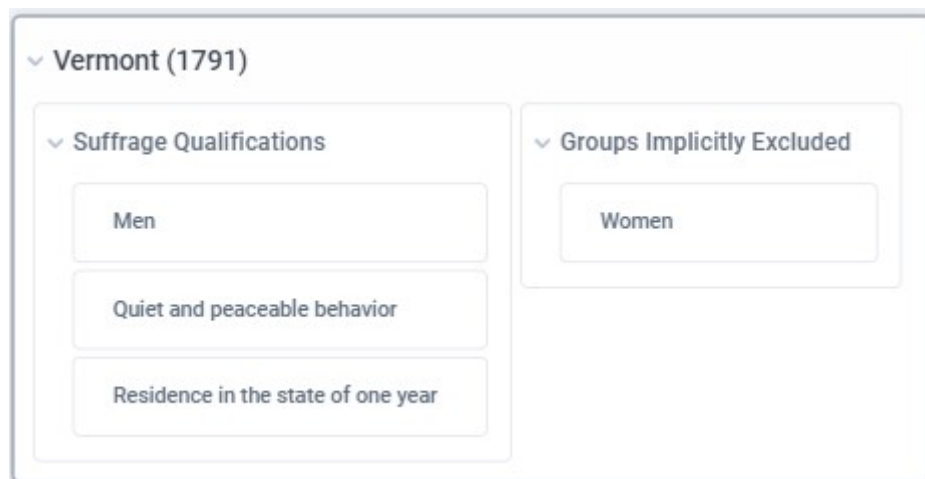 Vermont (1791)
Suffrage Qualifications
Men
Quiet and peaceable behavior
Residence in the state of one year
Groups Implicitly Excluded
Women